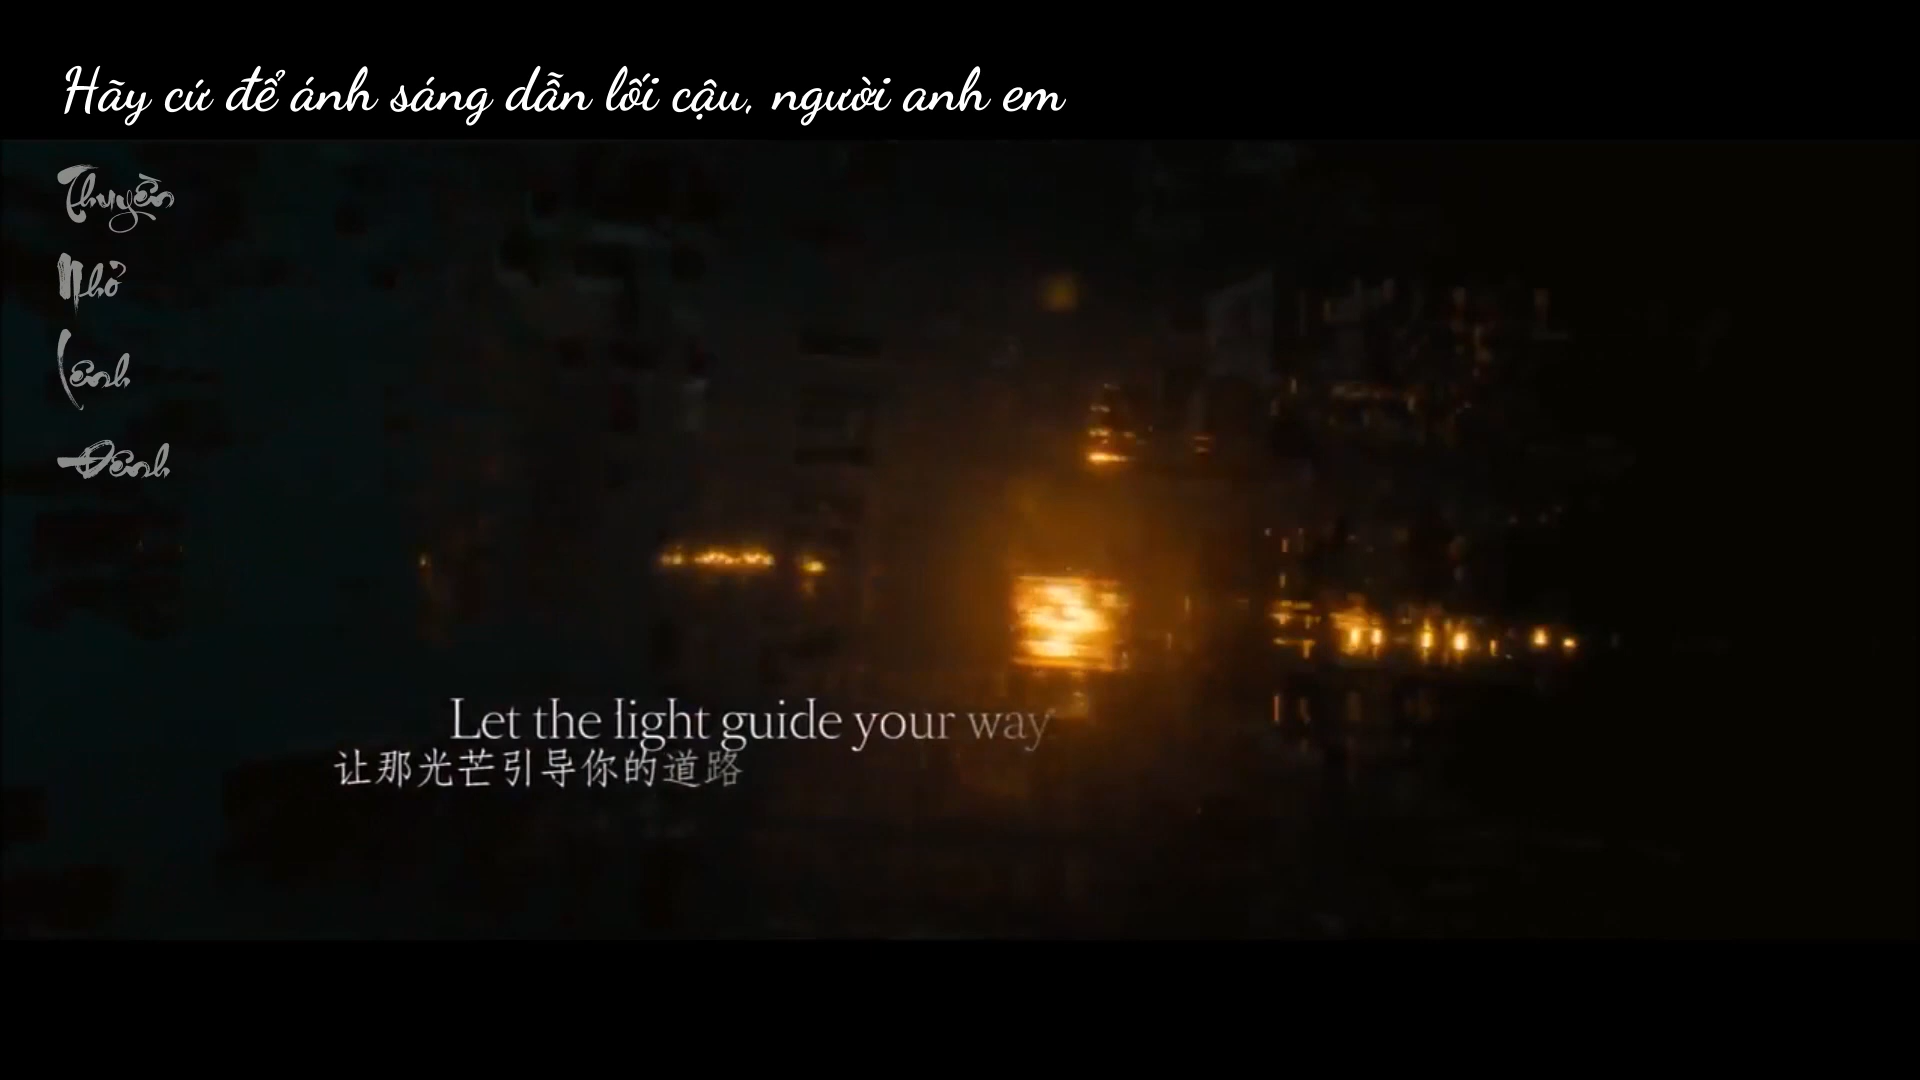 Hãy cứ để ánh sáng dẫn lối cậu, người anh em
Thuyền
Nhỏ
Lênh
Đênh
Let the light guide your way
让那光芒引导你的道路